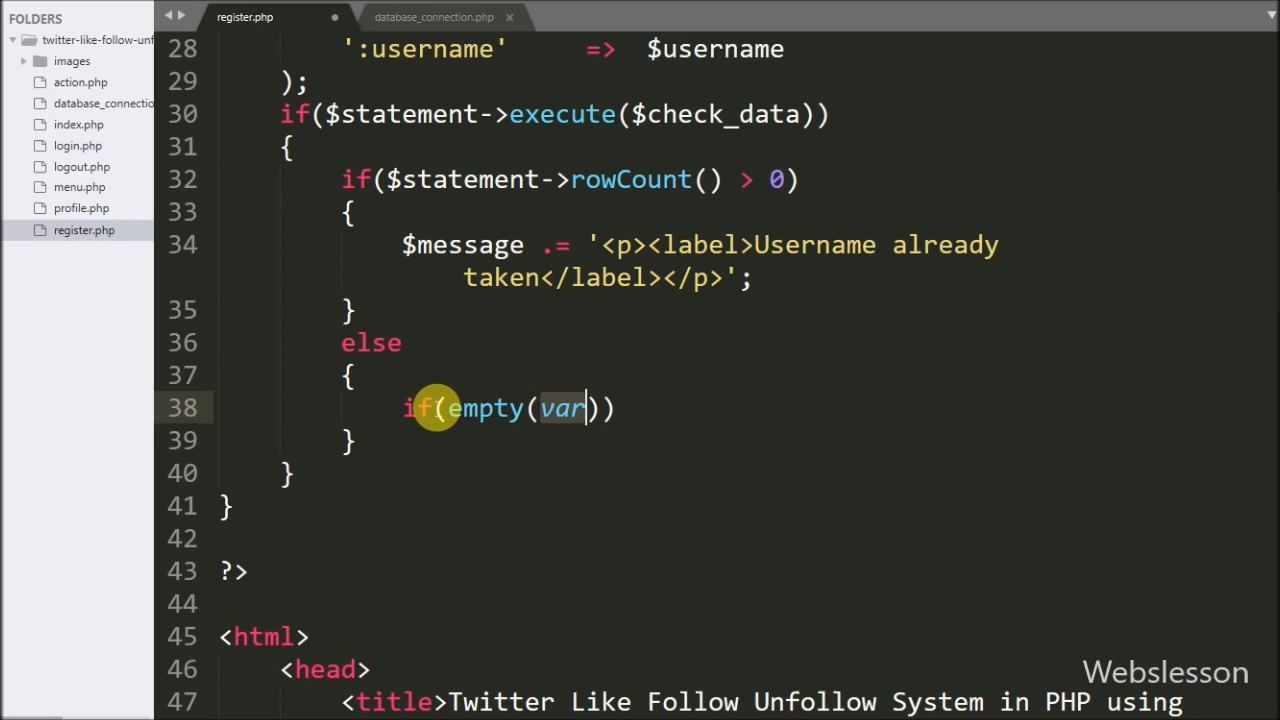 FOLDERS
twitter-like-follow-unf
images
action.php
database_connectio
index.php
login.php
logout.php
menu.php
profile.php
register.php
register.php
database_connection.php ×
28 ':username' => $username
29 );
30 if($statement->execute($check_data))
31 {
32 if($statement->rowCount() > 0)
33 {
34 $message .= '<p><label>Username already
taken</label></p>';
35 }
36 else
37 {
38 if(empty(var))
39 }
40 }
41 }
42
43 ?>
44
45 <html>
46 <head>
47 <title>Twitter Like Follow Unfollow System in PHP using
Webslesson